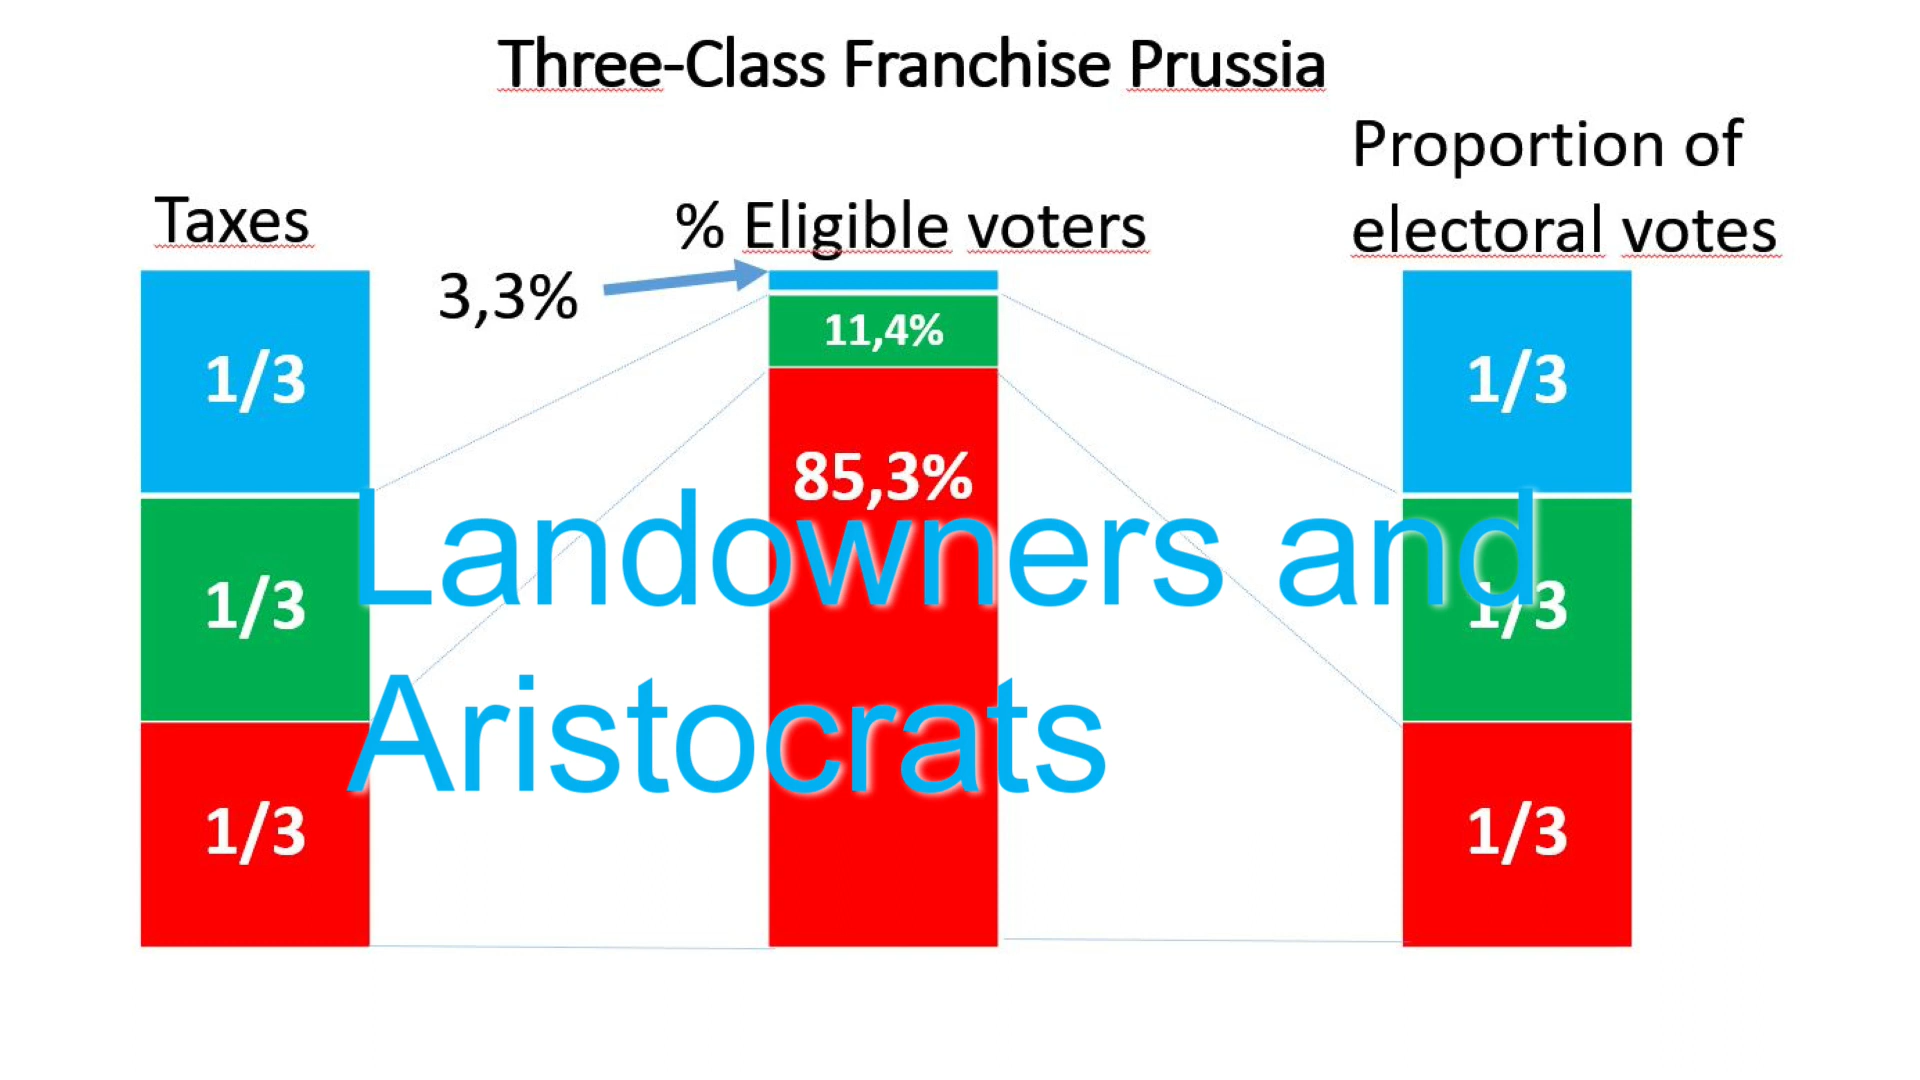 Three-Class Franchise Prussia
Proportion of
electoral votes
Taxes
% Eligible voters
3,3%
11,4%
1/3
1/3
85,3%
Landowners and
1/3
1/3
Aristocrats
1/3
1/3